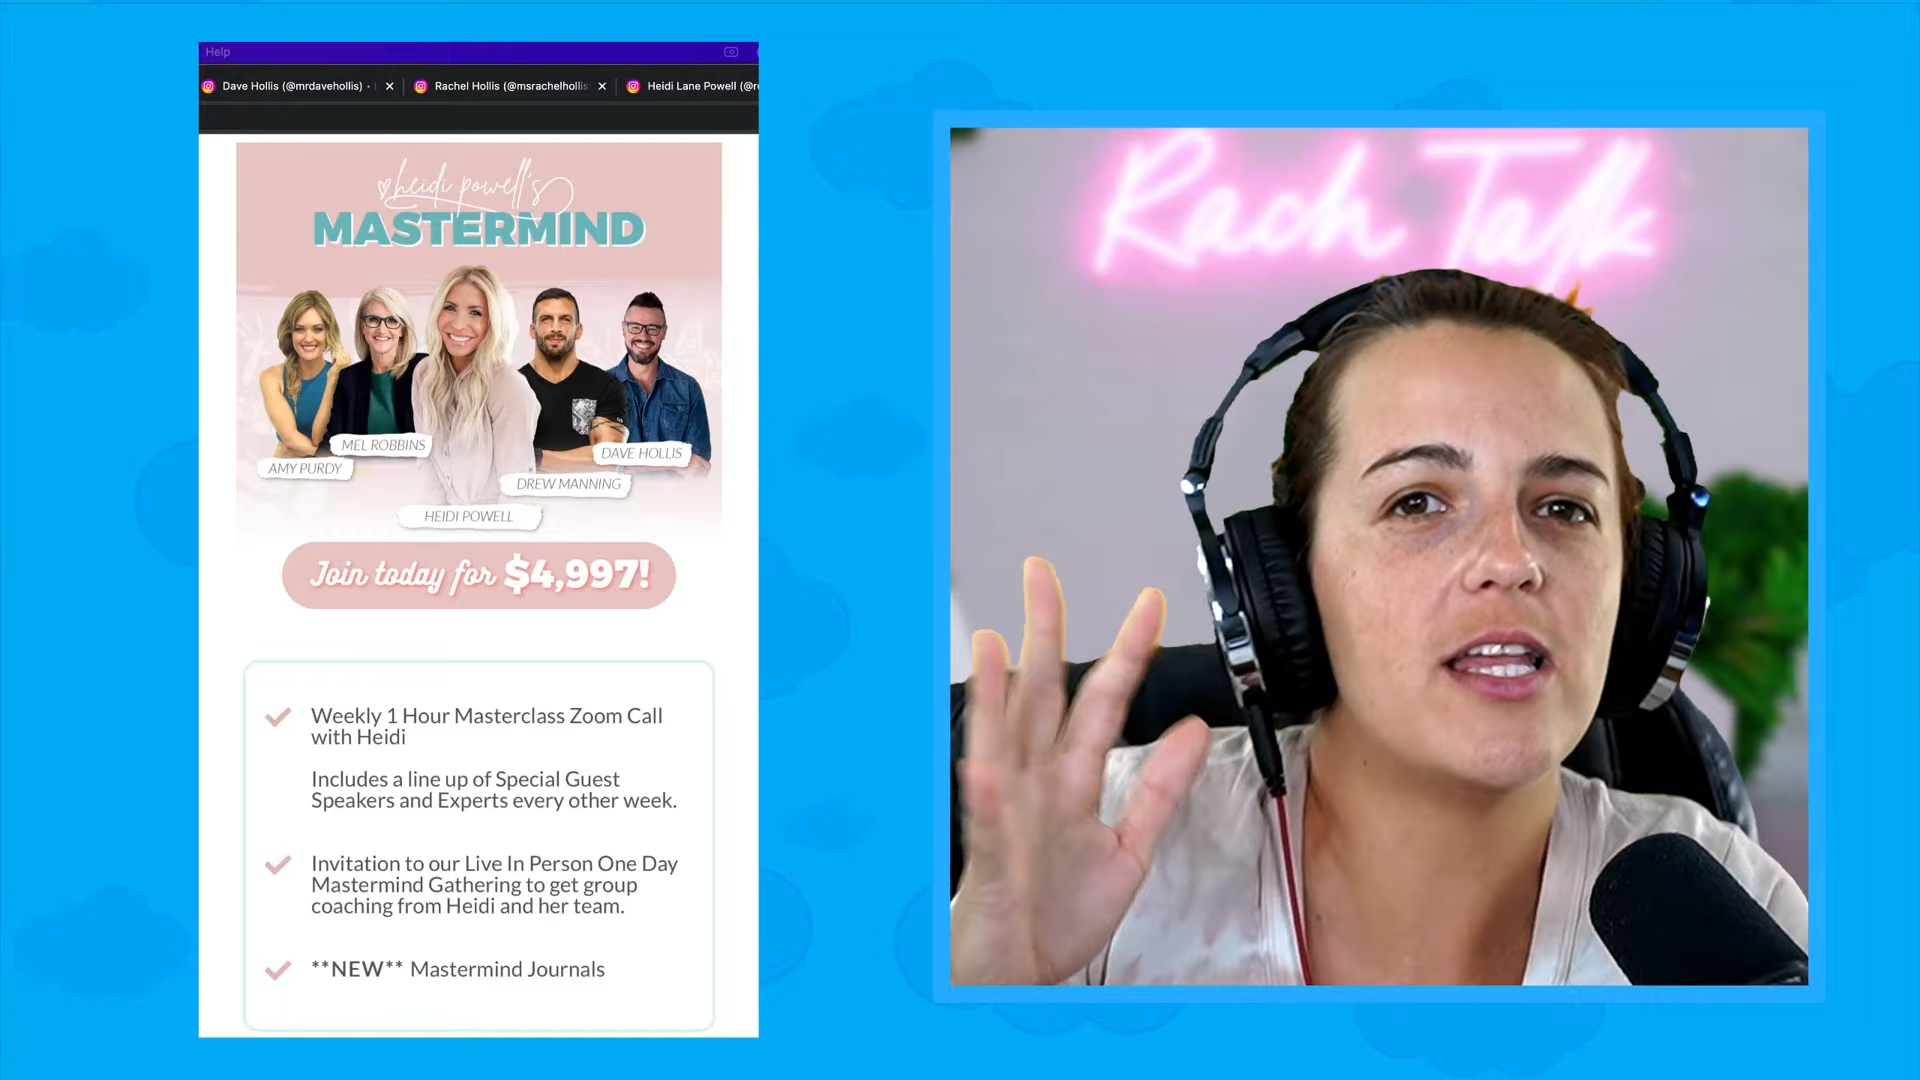 Help
Dave Hollis (@mrdavehollis) •
Rachel Hollis (@msrachelhollis
Heidi Lane Powell (@r
heidi powell's
MASTERMIND
MEL ROBBINS
DAVE HOLLIS
AMY PURDY
DREW MANNING
HEIDI POWELL
Join today for $4,997!
Weekly 1 Hour Masterclass Zoom Call
with Heidi
Includes a line up of Special Guest
Speakers and Experts every other week.
Invitation to our Live In Person One Day
Mastermind Gathering to get group
coaching from Heidi and her team.
**NEW** Mastermind Journals
Rach Talk